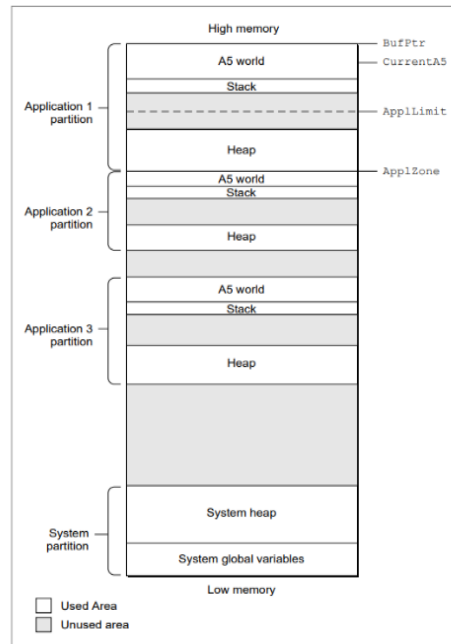 High memory
BufPtr
A5 world
CurrentA5
Stack
Application 1
partition
ApplLimit
Heap
ApplZone
A5 world
Stack
Application 2
partition
Heap
A5 world
Stack
Application 3
partition
Heap
System heap
System
partition
System global variables
Low memory
Used Area
Unused area